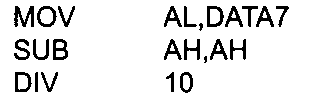 MOV AL,DATA7
SUB AH,AH
DIV 10